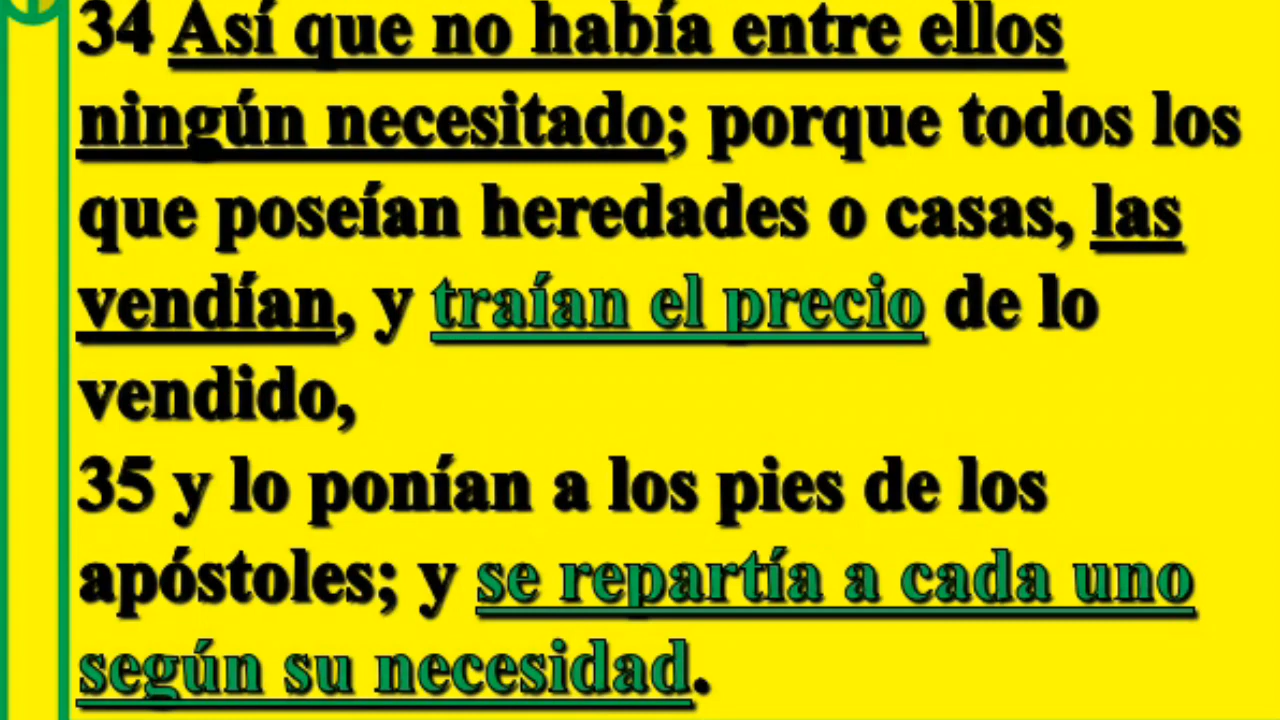 34 Así que no había entre ellos
ningún necesitado; porque todos los
que poseían heredades o casas, las
vendían, y traían el precio de lo
vendido,
35 y lo ponían a los pies de los
apóstoles; y se repartía a cada uno
según su necesidad.